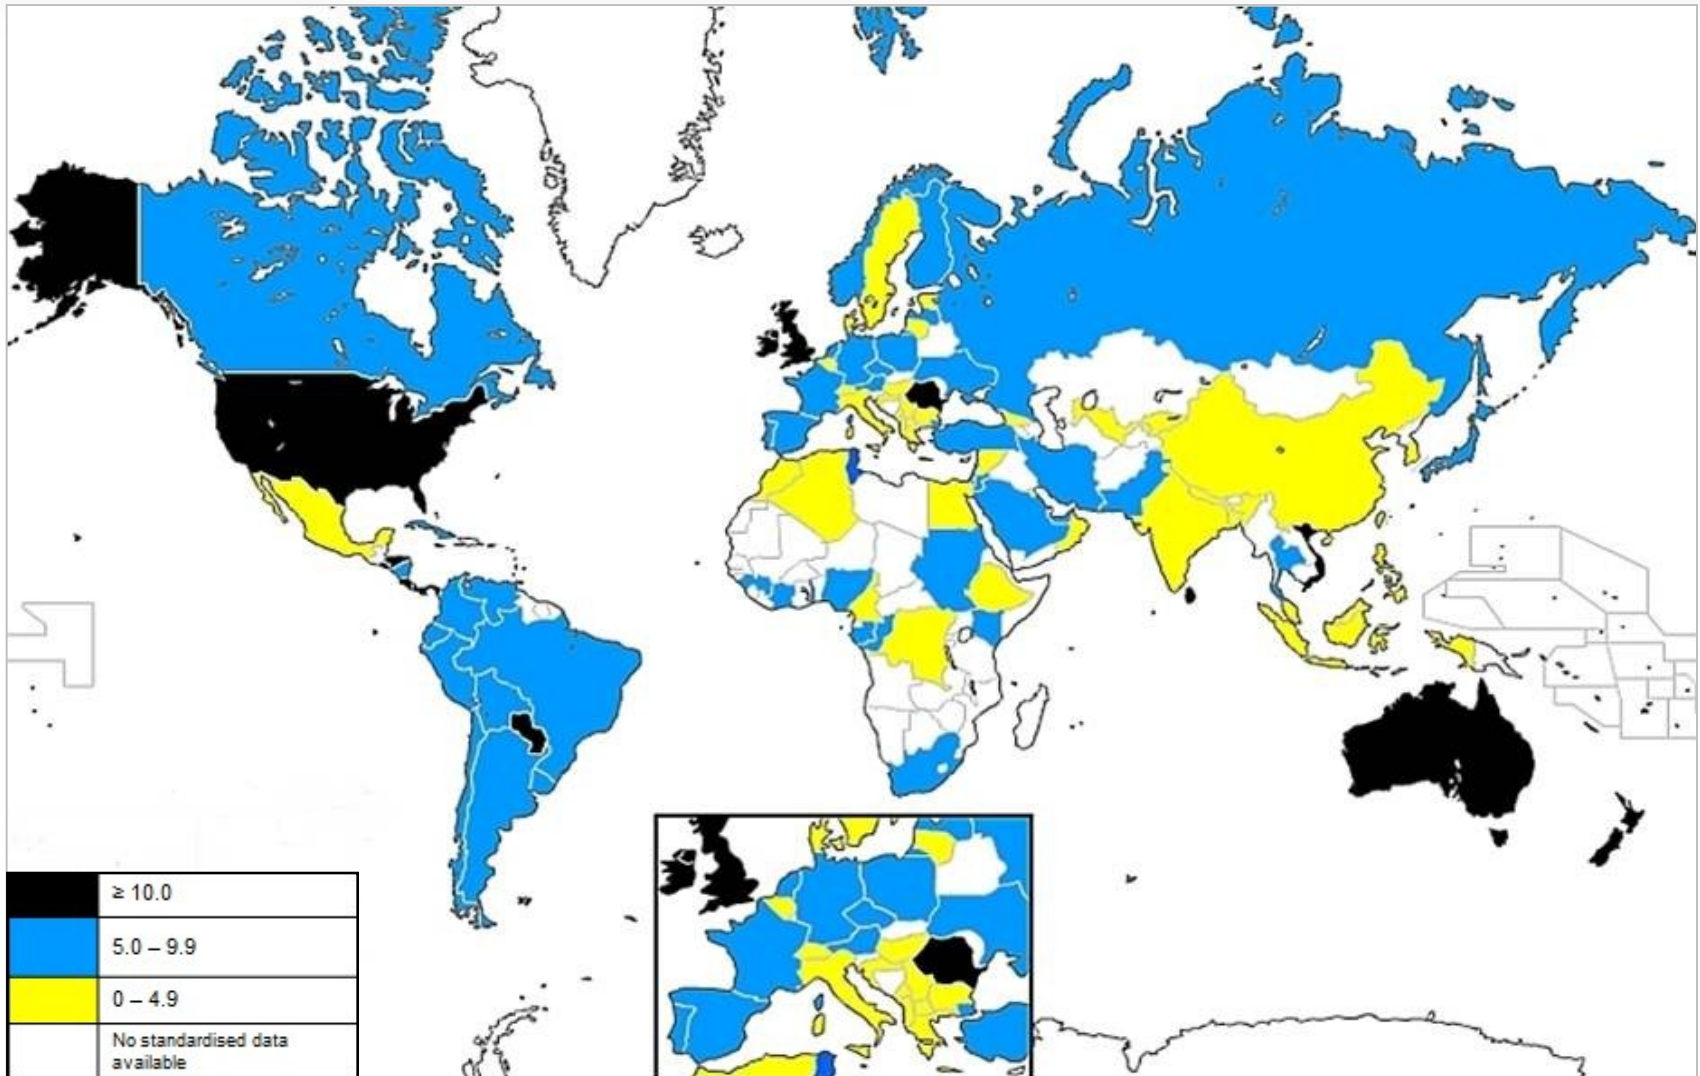 ≥ 10.0
5.0 – 9.9
0 – 4.9
No standardised data
available